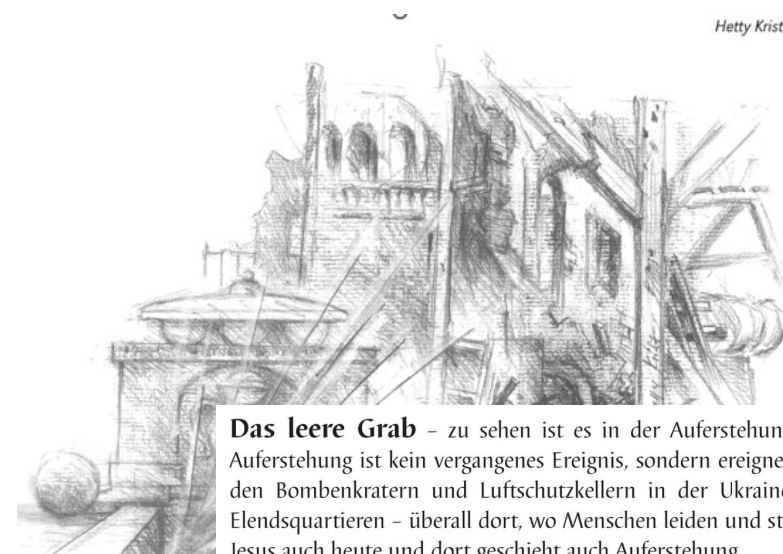 Hetty Krist
Das leere Grab – zu sehen ist es in der Auferstehun
Auferstehung ist kein vergangenes Ereignis, sondern ereigne
den Bombenkratern und Luftschutzkellern in der Ukrain
Elendsquartieren – überall dort, wo Menschen leiden und st
Jesus auch heute und dort geschieht auch Auferstehung